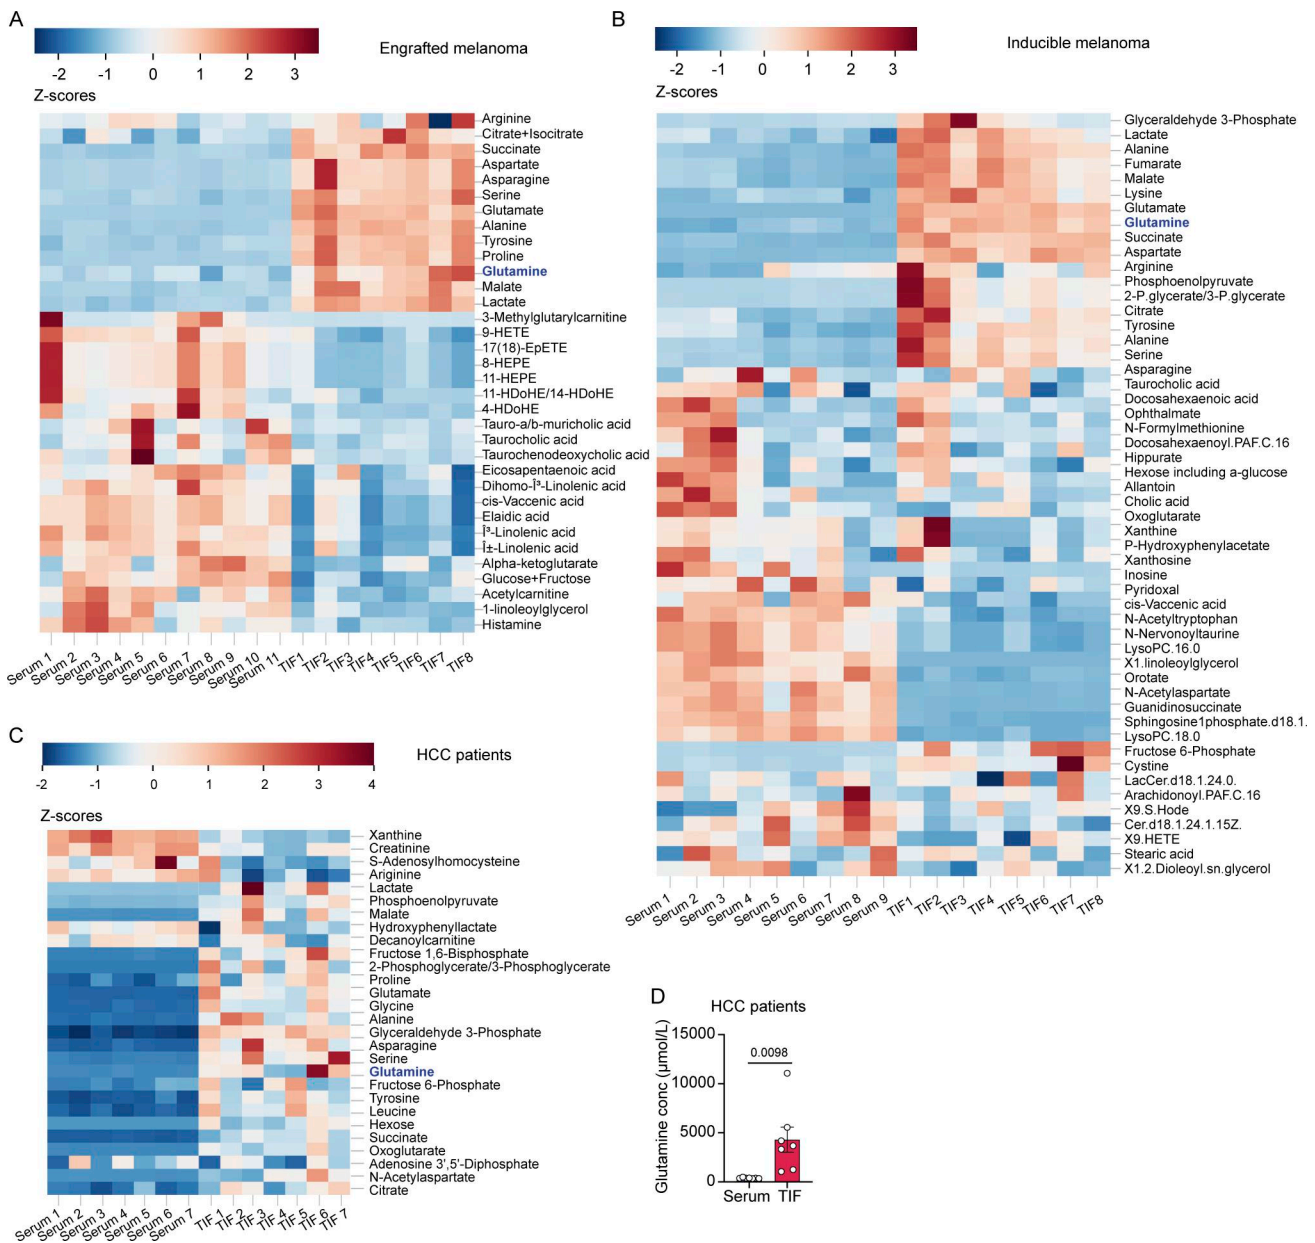 A
Engrafted melanoma
-2 -1 0 1 2 3
Z-scores
Arginine
Citrate+Isocitrate
Succinate
Aspartate
Asparagine
Serine
Glutamate
Alanine
Tyrosine
Proline
Glutamine
Malate
Lactate
3-Methylglutarylcarnitine
9-HETE
17(18)-EpETE
8-HEPE
11-HEPE
11-HDoHE/14-HDoHE
4-HDoHE
Tauro-a/b-muricholic acid
Taurocholic acid
Taurochenodeoxycholic acid
Eicosapentaenoic acid
Dihomo-Î³-Linolenic acid
cis-Vaccenic acid
Elaidic acid
Î³-Linolenic acid
Î±-Linolenic acid
Alpha-ketoglutarate
Glucose+Fructose
Acetylcarnitine
1-linoleoylglycerol
Histamine
Serum 1 Serum 2 Serum 3 Serum 4 Serum 5 Serum 6 Serum 7 Serum 8 Serum 9 Serum 10 Serum 11 TIF1 TIF2 TIF3 TIF4 TIF5 TIF6 TIF7 TIF8
B
Inducible melanoma
-2 -1 0 1 2 3
Z-scores
Glyceraldehyde 3-Phosphate
Lactate
Alanine
Fumarate
Malate
Lysine
Glutamate
Glutamine
Succinate
Aspartate
Arginine
Phosphoenolpyruvate
2-P.glycerate/3-P.glycerate
Citrate
Tyrosine
Alanine
Serine
Asparagine
Taurocholic acid
Docosahexaenoic acid
Ophthalmate
N-Formylmethionine
Docosahexaenoyl.PAF.C.16
Hippurate
Hexose including a-glucose
Allantoin
Cholic acid
Oxoglutarate
Xanthine
P-Hydroxyphenylacetate
Xanthosine
Inosine
Pyridoxal
cis-Vaccenic acid
N-Acetyltryptophan
N-Nervonoyltaurine
LysoPC.16.0
X1.linoleoylglycerol
Orotate
N-Acetylaspartate
Guanidinosuccinate
Sphingosine1phosphate.d18.1.
LysoPC.18.0
Fructose 6-Phosphate
Cystine
LacCer.d18.1.24.0.
Arachidonoyl.PAF.C.16
X9.S.Hode
Cer.d18.1.24.1.15Z.
X9.HETE
Stearic acid
X1.2.Dioleoyl.sn.glycerol
Serum 1 Serum 2 Serum 3 Serum 4 Serum 5 Serum 6 Serum 7 Serum 8 Serum 9 TIF1 TIF2 TIF3 TIF4 TIF5 TIF6 TIF7 TIF8
C
HCC patients
-2 -1 0 1 2 3 4
Z-scores
Xanthine
Creatinine
S-Adenosylhomocysteine
Arginine
Lactate
Phosphoenolpyruvate
Malate
Hydroxyphenyllactate
Decanoylcarnitine
Fructose 1,6-Bisphosphate
2-Phosphoglycerate/3-Phosphoglycerate
Proline
Glutamate
Glycine
Alanine
Glyceraldehyde 3-Phosphate
Asparagine
Serine
Glutamine
Fructose 6-Phosphate
Tyrosine
Leucine
Hexose
Succinate
Oxoglutarate
Adenosine 3',5'-Diphosphate
N-Acetylaspartate
Citrate
Serum 1 Serum 2 Serum 3 Serum 4 Serum 5 Serum 6 Serum 7 TIF 1 TIF 2 TIF 3 TIF 4 TIF 5 TIF 6 TIF 7
D
HCC patients
Glutamine conc (µmol/L)
15000
10000
5000
0
0.0098
Serum TIF